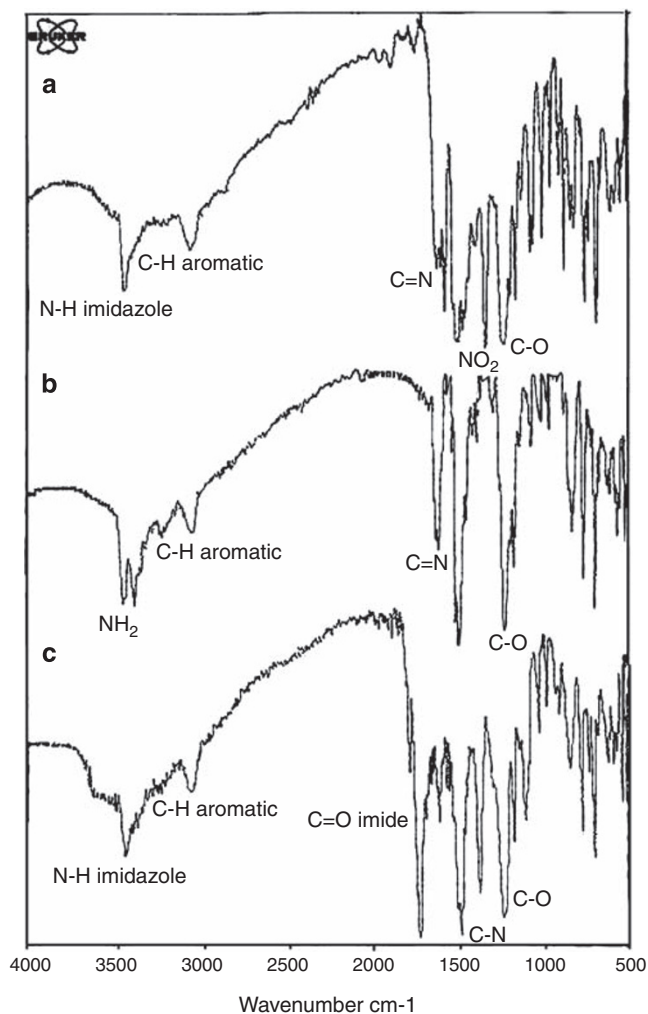 BRUKER
a
C-H aromatic
N-H imidazole
C=N
NO2
C-O
b
C-H aromatic
NH2
C=N
C-O
c
C-H aromatic
C=O imide
N-H imidazole
C-O
C-N
4000 3500 3000 2500 2000 1500 1000 500
Wavenumber cm-1